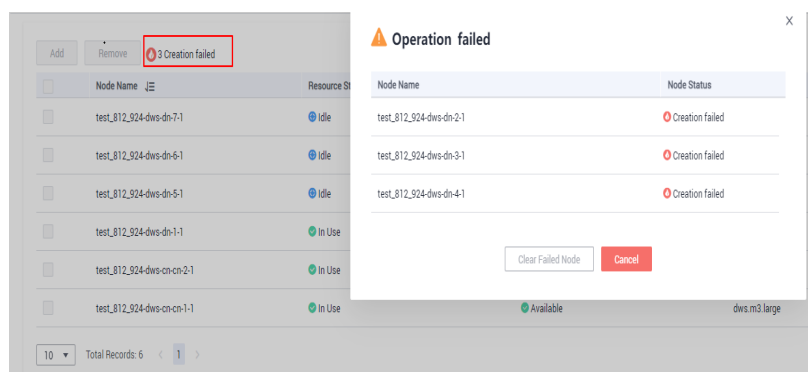 Add Remove 3 Creation failed
Node Name Resource St
test_812_924-dws-dn-7-1 Idle
test_812_924-dws-dn-6-1 Idle
test_812_924-dws-dn-5-1 Idle
test_812_924-dws-dn-1-1 In Use
test_812_924-dws-cn-cn-2-1 In Use
test_812_924-dws-cn-cn-1-1 In Use Available dws.m3.large
10 Total Records: 6 < 1 >
X
Operation failed
Node Name Node Status
test_812_924-dws-dn-2-1 Creation failed
test_812_924-dws-dn-3-1 Creation failed
test_812_924-dws-dn-4-1 Creation failed
Clear Failed Node Cancel